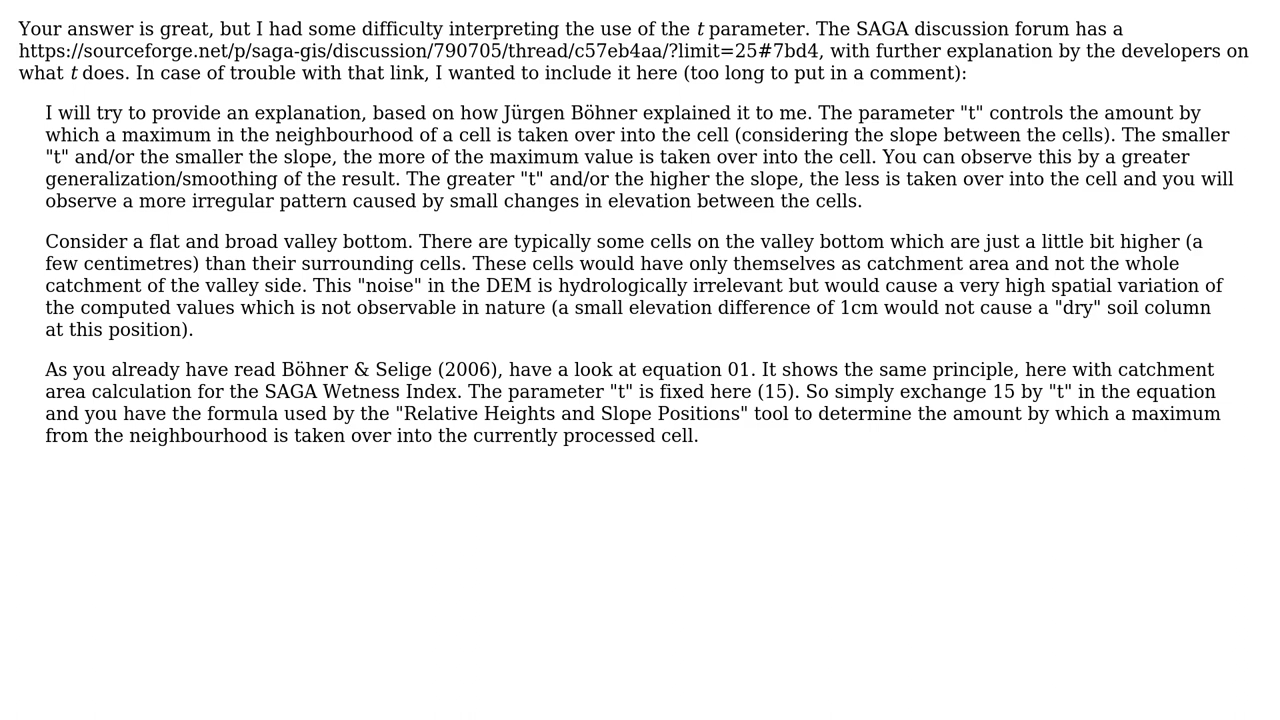 Your answer is great, but I had some difficulty interpreting the use of the t parameter. The SAGA discussion forum has a
https://sourceforge.net/p/saga-gis/discussion/790705/thread/c57eb4aa/?limit=25#7bd4, with further explanation by the developers on
what t does. In case of trouble with that link, I wanted to include it here (too long to put in a comment):
I will try to provide an explanation, based on how Jürgen Böhner explained it to me. The parameter "t" controls the amount by
which a maximum in the neighbourhood of a cell is taken over into the cell (considering the slope between the cells). The smaller
"t" and/or the smaller the slope, the more of the maximum value is taken over into the cell. You can observe this by a greater
generalization/smoothing of the result. The greater "t" and/or the higher the slope, the less is taken over into the cell and you will
observe a more irregular pattern caused by small changes in elevation between the cells.
Consider a flat and broad valley bottom. There are typically some cells on the valley bottom which are just a little bit higher (a
few centimetres) than their surrounding cells. These cells would have only themselves as catchment area and not the whole
catchment of the valley side. This "noise" in the DEM is hydrologically irrelevant but would cause a very high spatial variation of
the computed values which is not observable in nature (a small elevation difference of 1cm would not cause a "dry" soil column
at this position).
As you already have read Böhner & Selige (2006), have a look at equation 01. It shows the same principle, here with catchment
area calculation for the SAGA Wetness Index. The parameter "t" is fixed here (15). So simply exchange 15 by "t" in the equation
and you have the formula used by the "Relative Heights and Slope Positions" tool to determine the amount by which a maximum
from the neighbourhood is taken over into the currently processed cell.